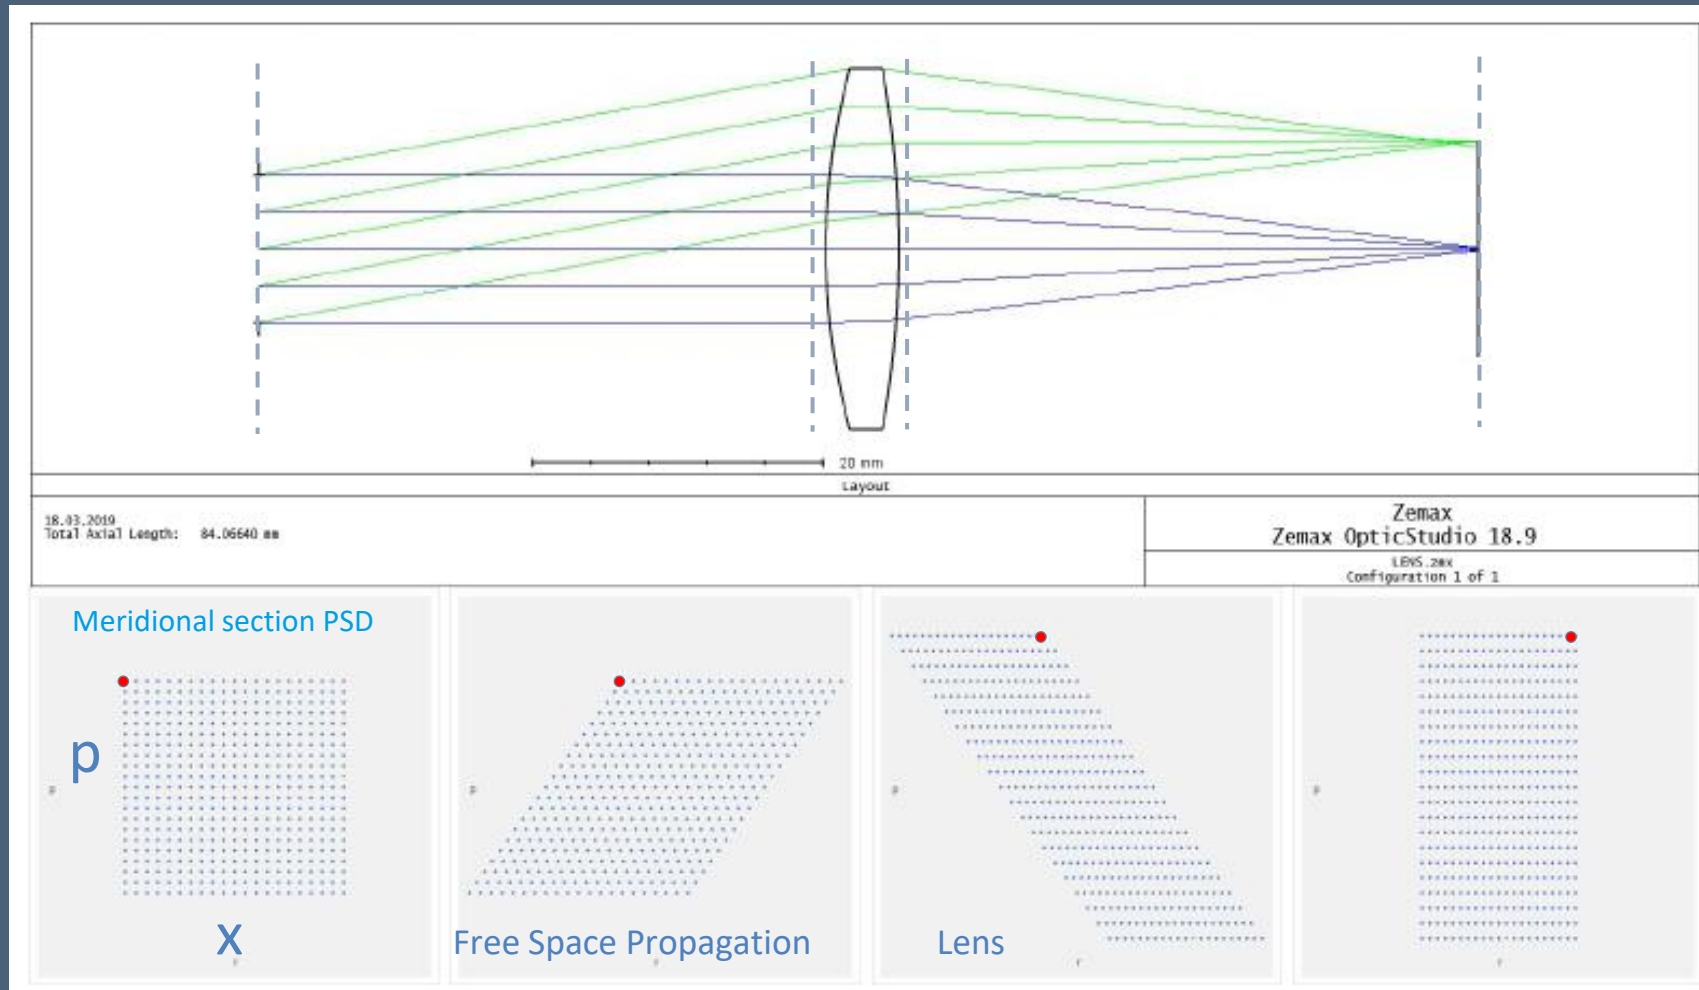 20 mm
Layout
18.03.2019
Total Axial Length: 84.06640 mm
Zemax
Zemax OpticStudio 18.9
LENS.zmx
Configuration 1 of 1
Meridional section PSD
p
x
Free Space Propagation
Lens